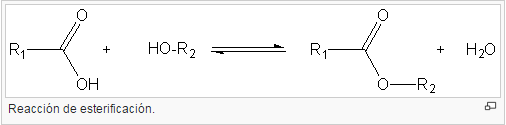 O O
R₁ + HO-R₂ R₁ + H₂O
OH O R₂
Reacción de esterificación.